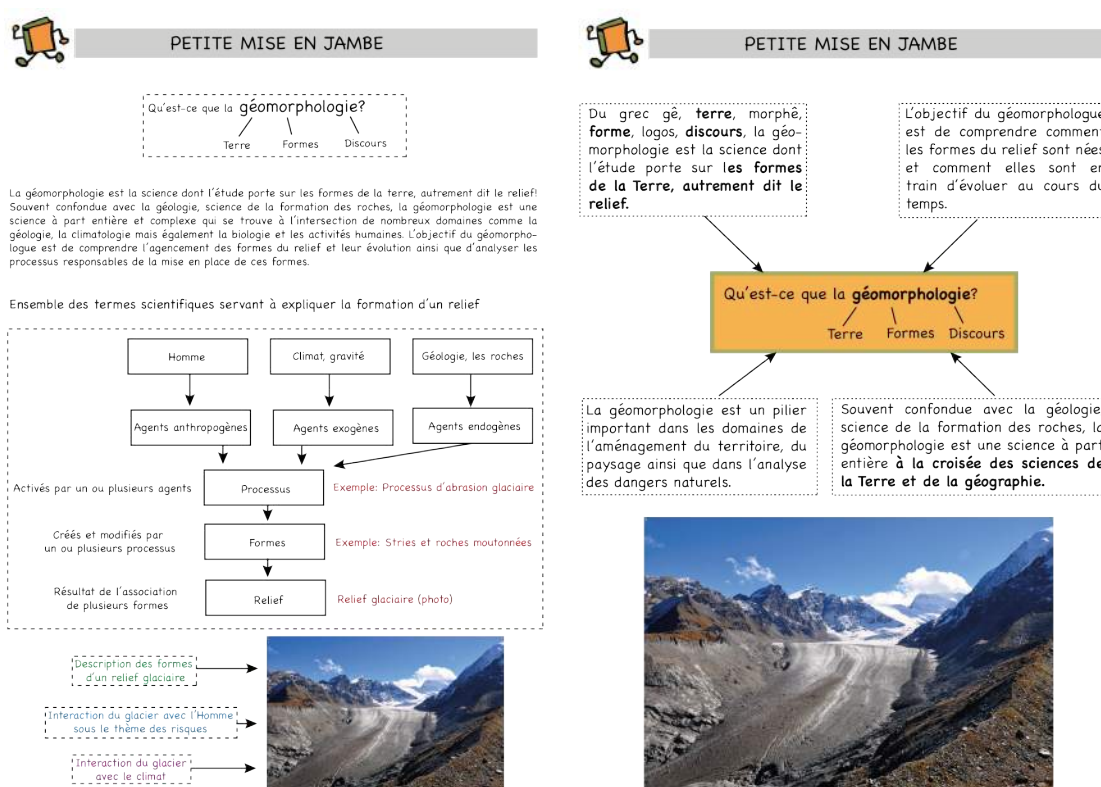 PETITE MISE EN JAMBE
Qu'est-ce que la géomorphologie?
Terre Formes Discours
La géomorphologie est la science dont l'étude porte sur les formes de la terre, autrement dit le relief!
Souvent confondue avec la géologie, science de la formation des roches, la géomorphologie est une
science à part entière et complexe qui se trouve à l'intersection de nombreux domaines comme la
géologie, la climatologie mais également la biologie et les activités humaines. L'objectif du géomorpho-
logue est de comprendre l'agencement des formes du relief et leur évolution ainsi que d'analyser les
processus responsables de la mise en place de ces formes.
Ensemble des termes scientifiques servant à expliquer la formation d'un relief
Homme
Climat, gravité
Géologie, les roches
Agents anthropogènes
Agents exogènes
Agents endogènes
Activés par un ou plusieurs agents
Processus
Exemple: Processus d'abrasion glaciaire
Créés et modifiés par
un ou plusieurs processus
Formes
Exemple: Stries et roches moutonnées
Résultat de l'association
de plusieurs formes
Relief
Relief glaciaire (photo)
Description des formes
d'un relief glaciaire
Interaction du glacier avec l'Homme
sous le thème des risques
Interaction du glacier
avec le climat
PETITE MISE EN JAMBE
Du grec gê, terre, morphê,
forme, logos, discours, la géo-
morphologie est la science dont
l'étude porte sur les formes
de la Terre, autrement dit le
relief.
L'objectif du géomorphologue
est de comprendre comment
les formes du relief sont nées
et comment elles sont en
train d'évoluer au cours du
temps.
Qu'est-ce que la géomorphologie?
Terre Formes Discours
La géomorphologie est un pilier
important dans les domaines de
l'aménagement du territoire, du
paysage ainsi que dans l'analyse
des dangers naturels.
Souvent confondue avec la géologie,
science de la formation des roches, la
géomorphologie est une science à part
entière à la croisée des sciences de
la Terre et de la géographie.